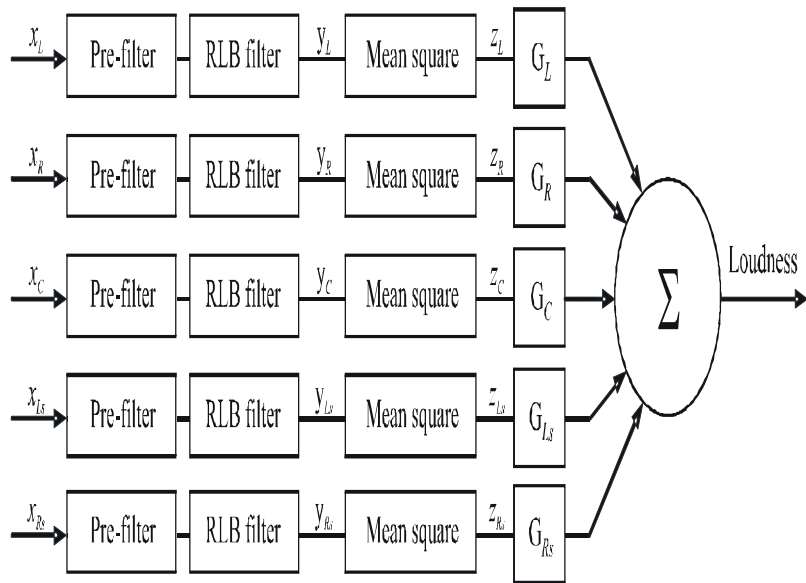 x_L Pre-filter RLB filter y_L Mean square z_L G_L
x_R Pre-filter RLB filter y_R Mean square z_R G_R
x_C Pre-filter RLB filter y_C Mean square z_C G_C
Σ
Loudness
x_Ls Pre-filter RLB filter y_Ls Mean square z_Ls G_Ls
x_Rs Pre-filter RLB filter y_Rs Mean square z_Rs G_Rs